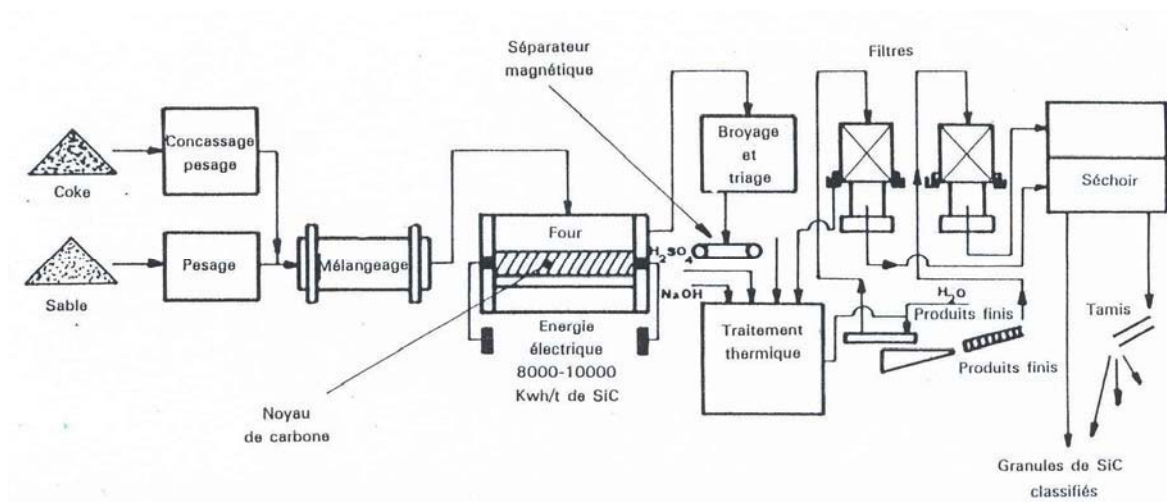 Séparateur
magnétique
Filtres
Concassage
pesage
Coke
Broyage
et
triage
Séchoir
Four
Pesage
Sable
Mélangeage
H₂SO₄
NaOH
H₂O
Produits finis
Tamis
Traitement
thermique
Produits finis
Energie
électrique
8000-10000
Kwh/t de SiC
Noyau
de carbone
Granules de SiC
classifiés